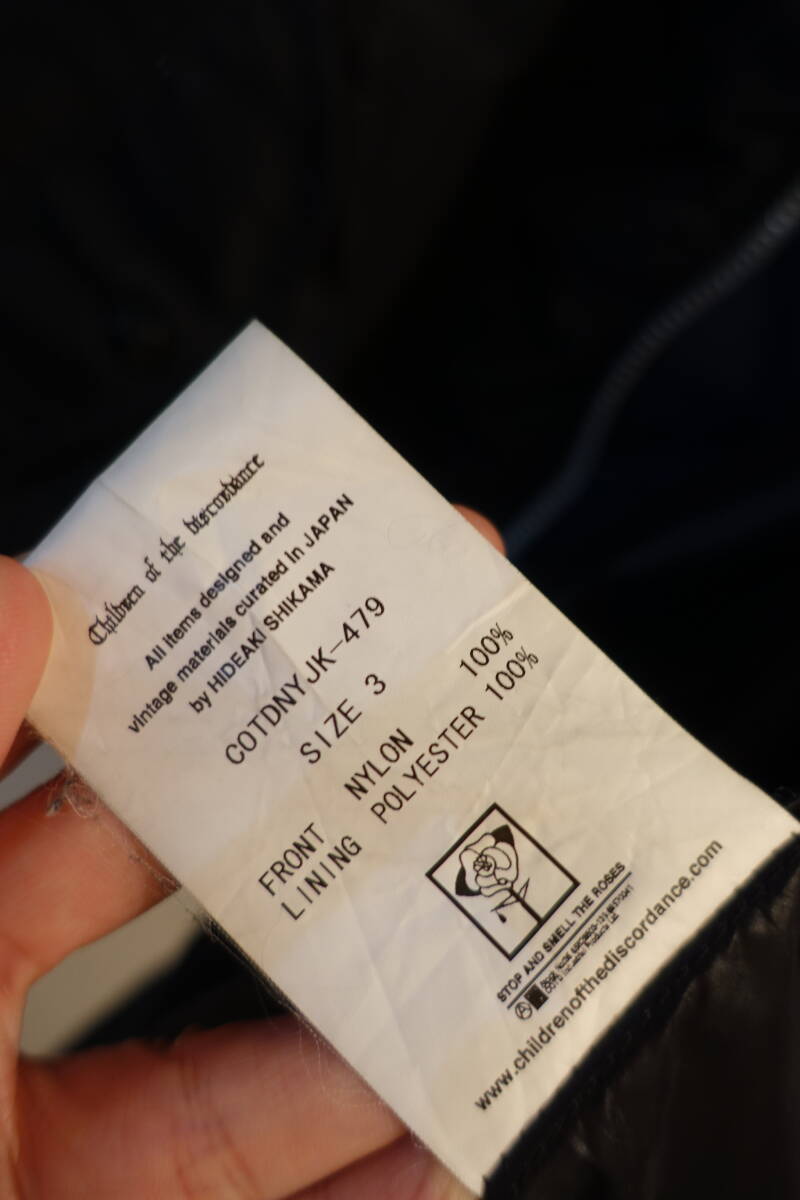 Children of the discordance
All items designed and
vintage materials curated in JAPAN
by HIDEAKI SHIKAMA
COTDNYJK-479
SIZE 3
FRONT NYLON 100%
LINING POLYESTER 100%
STOP AND SMELL THE ROSES
www.childrenofthediscordance.com